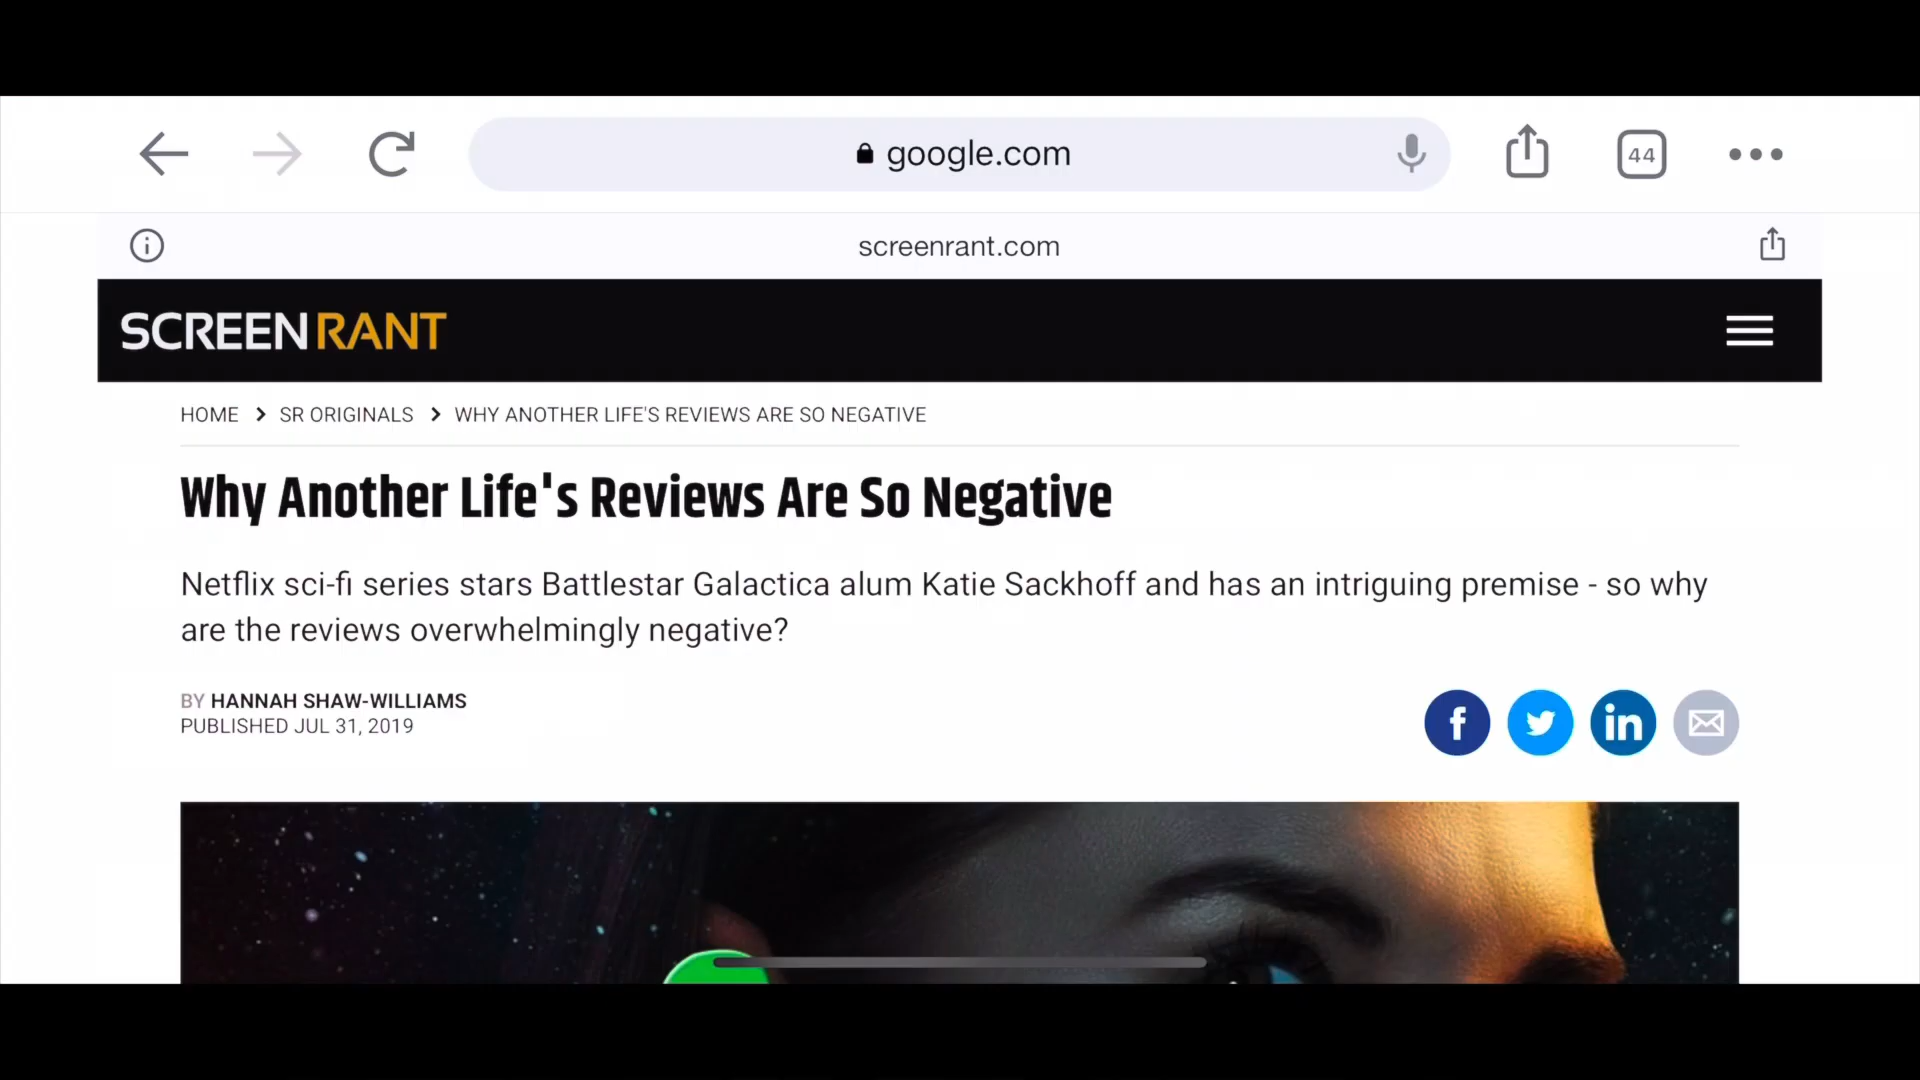 google.com
44
screenrant.com
SCREENRANT
HOME > SR ORIGINALS > WHY ANOTHER LIFE'S REVIEWS ARE SO NEGATIVE
Why Another Life's Reviews Are So Negative
Netflix sci-fi series stars Battlestar Galactica alum Katie Sackhoff and has an intriguing premise - so why
are the reviews overwhelmingly negative?
BY HANNAH SHAW-WILLIAMS
PUBLISHED JUL 31, 2019